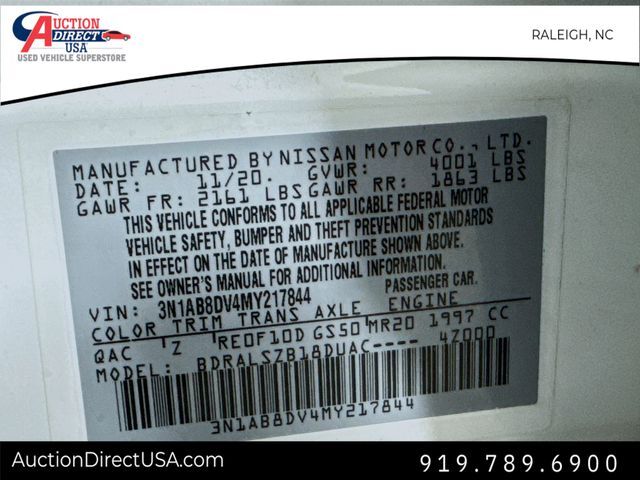 AUCTION
DIRECT
USA
USED VEHICLE SUPERSTORE
RALEIGH, NC
MANUFACTURED BY NISSAN MOTOR CO., LTD.
DATE: 11/20. GVWR: 4001 LBS
GAWR FR: 2161 LBS GAWR RR: 1863 LBS
THIS VEHICLE CONFORMS TO ALL APPLICABLE FEDERAL MOTOR
VEHICLE SAFETY, BUMPER AND THEFT PREVENTION STANDARDS
IN EFFECT ON THE DATE OF MANUFACTURE SHOWN ABOVE.
SEE OWNER'S MANUAL FOR ADDITIONAL INFORMATION.
VIN: 3N1AB8DV4MY217844 PASSENGER CAR.
COLOR TRIM TRANS AXLE ENGINE
QAC Z RE0F10D GS50 MR20 1997 CC
MODEL: BDRALSZB18DUAC---- 47000
3N1AB8DV4MY217844
AuctionDirectUSA.com
919.789.6900